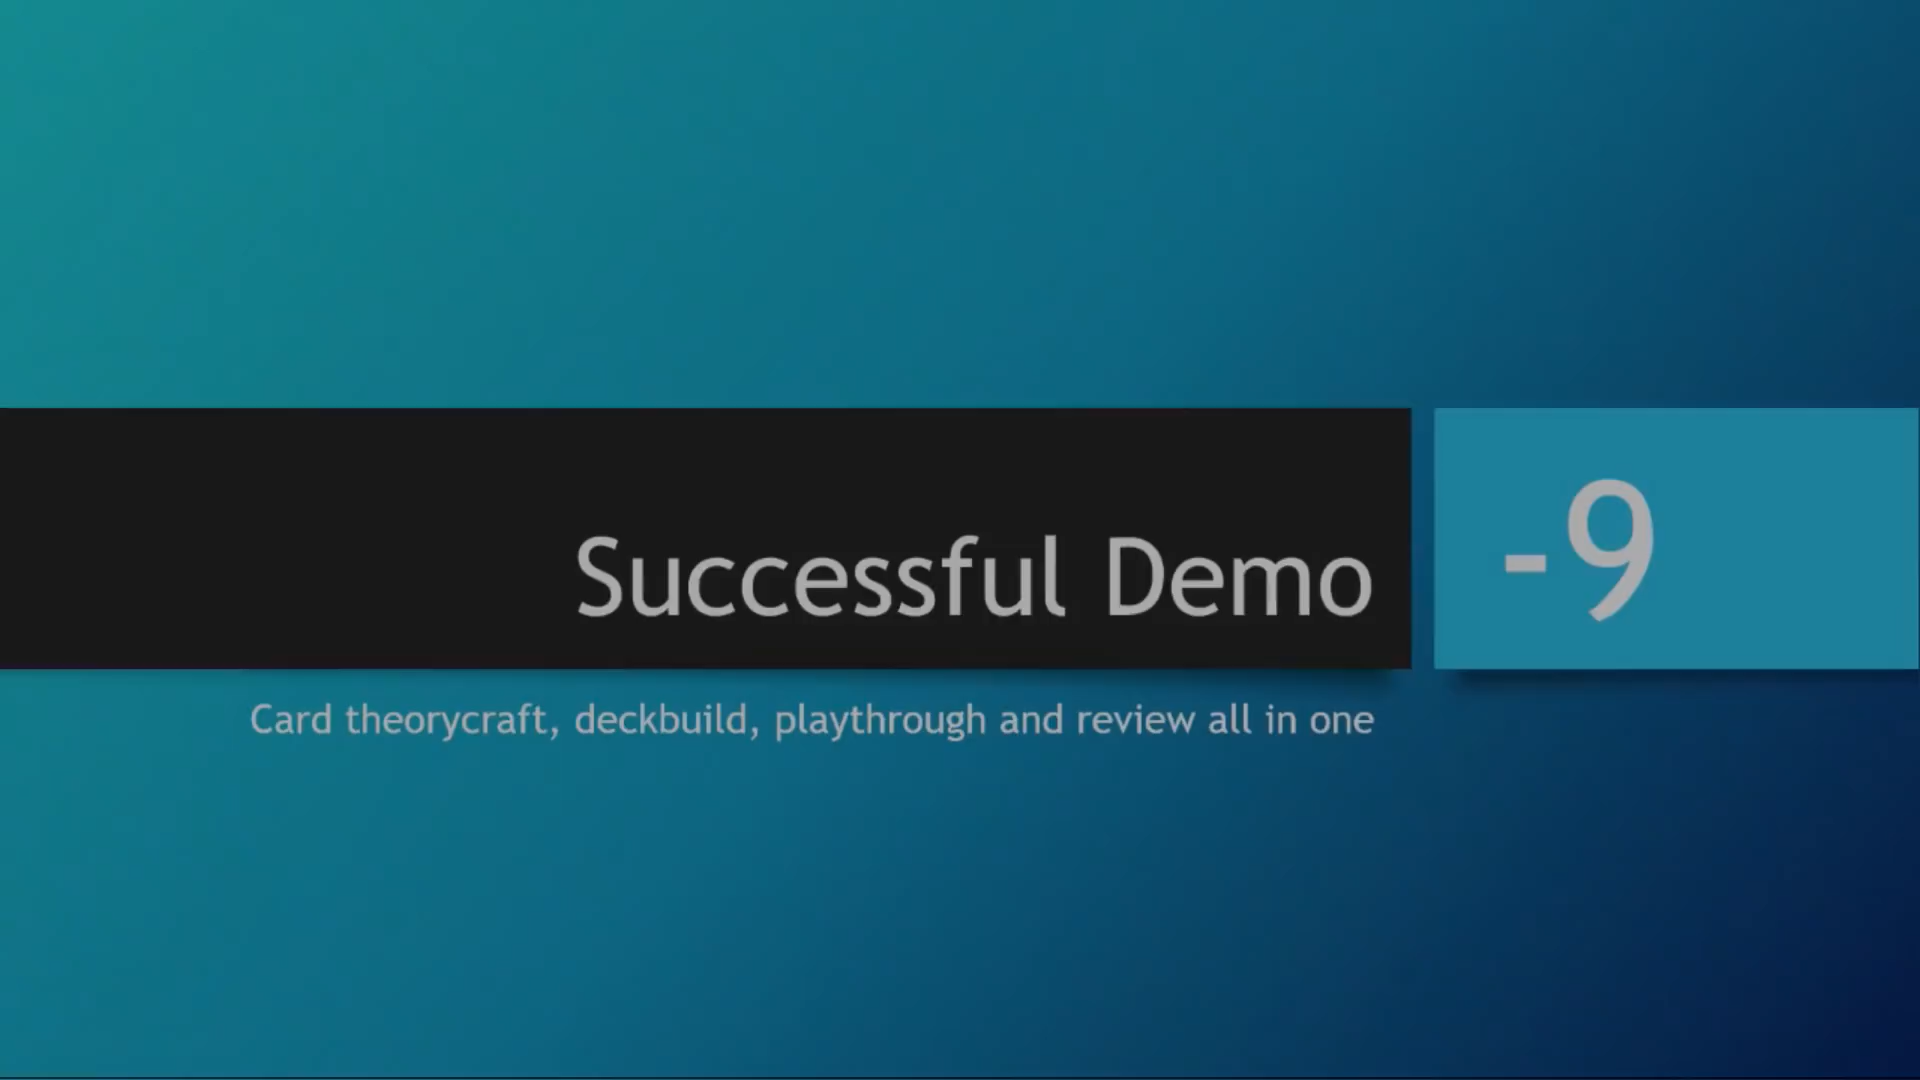 Successful Demo
-9
Card theorycraft, deckbuild, playthrough and review all in one